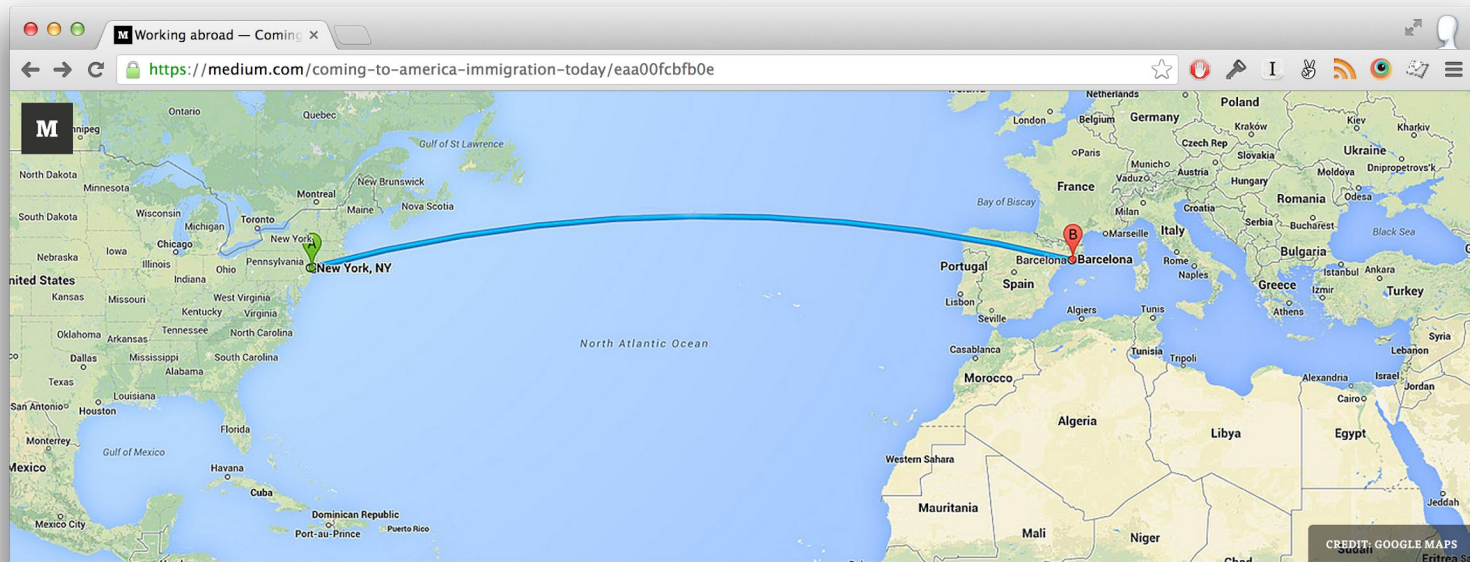 M Working abroad — Coming
https://medium.com/coming-to-america-immigration-today/eaa00fcbfb0e
M
Ontario
Quebec
Gulf of St Lawrence
North Dakota
Minnesota
Montreal
New Brunswick
Maine
Nova Scotia
South Dakota
Wisconsin
Michigan
Toronto
New York
A
Iowa
Chicago
Nebraska
Illinois
Ohio
Pennsylvania
New York, NY
Indiana
Kansas
Missouri
West Virginia
Kentucky
Virginia
Oklahoma
Arkansas
Tennessee
North Carolina
Dallas
Mississippi
South Carolina
Alabama
Texas
Louisiana
San Antonio
Houston
Florida
Monterrey
Gulf of Mexico
Mexico
Havana
Cuba
Mexico City
Dominican Republic
Port-au-Prince
Puerto Rico
North Atlantic Ocean
Netherlands
London
Belgium
Germany
Poland
Kraków
Kiev
Kharkiv
Paris
Czech Rep
Slovakia
Ukraine
Munich
Vaduz
Austria
Moldova
Dnipropetrovs'k
France
Hungary
Romania
Odesa
Bay of Biscay
Milan
Croatia
Serbia
Bucharest
B
Marseille
Italy
Black Sea
Bulgaria
Portugal
Barcelona
Barcelona
Rome
Naples
Istanbul
Ankara
Spain
Greece
Izmir
Turkey
Lisbon
Seville
Algiers
Tunis
Athens
Casablanca
Tunisia
Tripoli
Syria
Lebanon
Morocco
Alexandria
Israel
Jordan
Cairo
Algeria
Libya
Egypt
Western Sahara
Mauritania
Jeddah
Mali
Niger
Chad
Sudan
CREDIT: GOOGLE MAPS